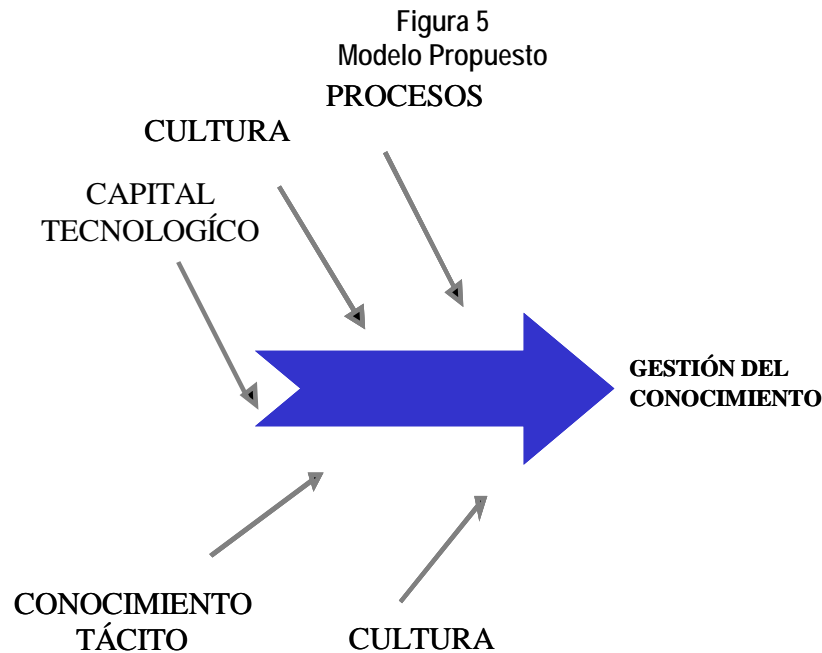 Figura 5
Modelo Propuesto
PROCESOS
CULTURA
CAPITAL
TECNOLOGÍCO
GESTIÓN DEL
CONOCIMIENTO
CONOCIMIENTO
TÁCITO
CULTURA